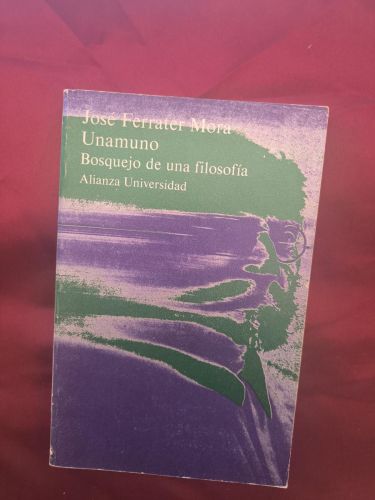 José Ferrater Mora
Unamuno
Bosquejo de una filosofía
Alianza Universidad